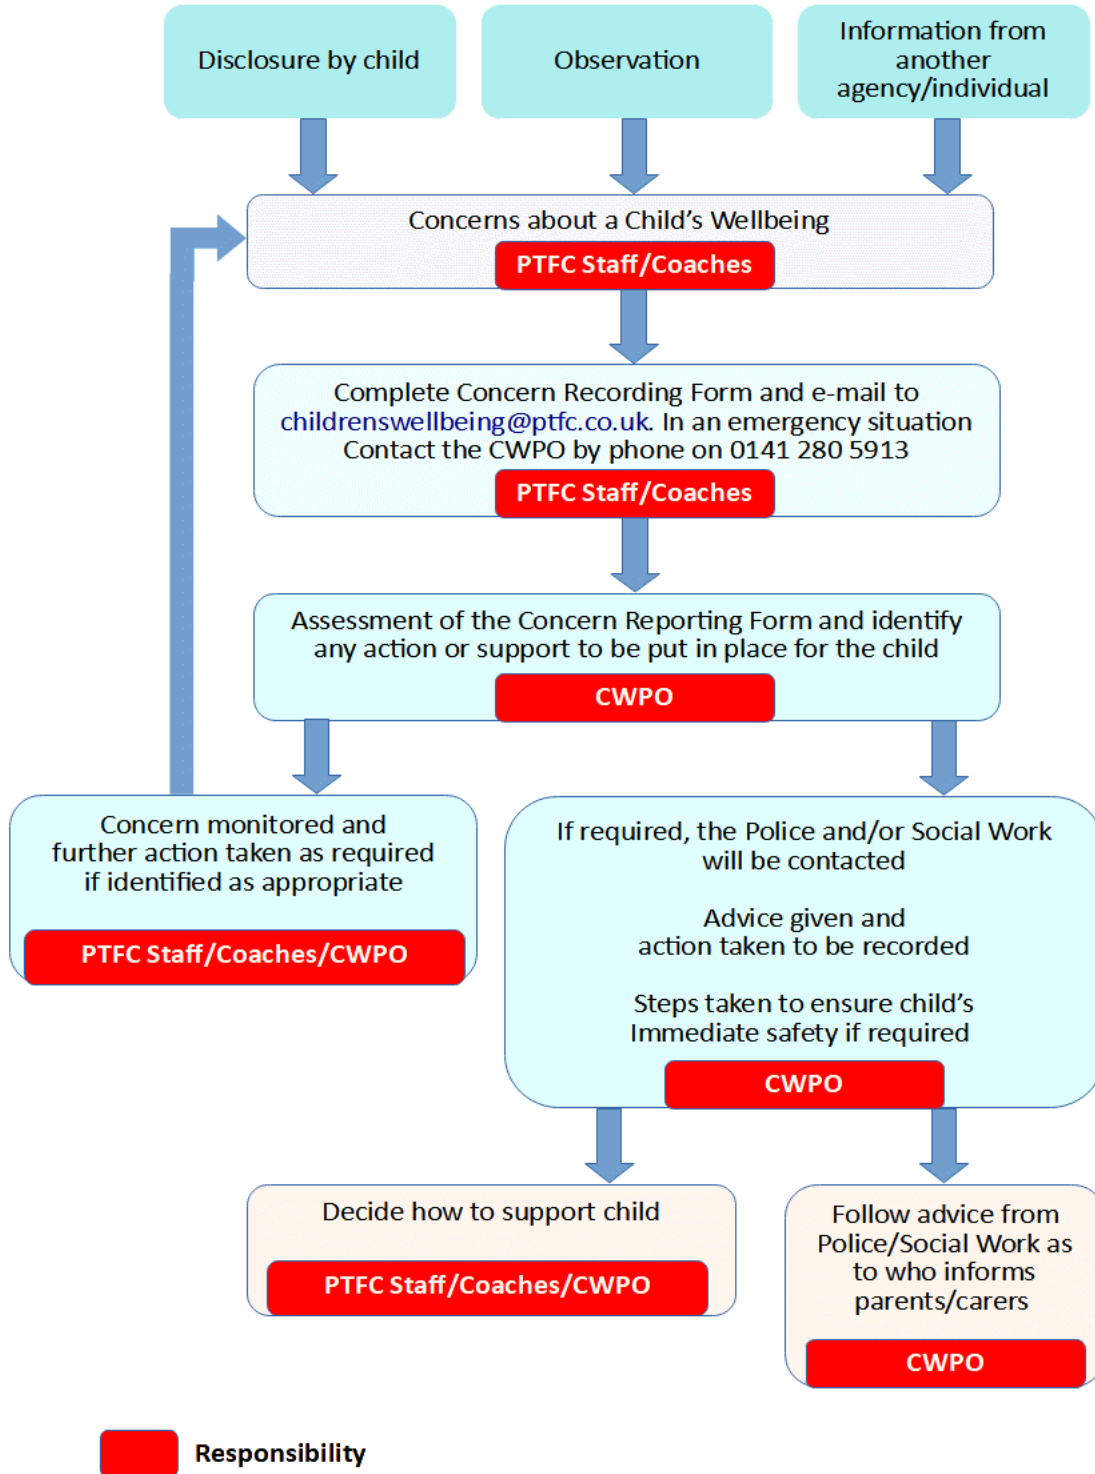 Disclosure by child
Observation
Information from
another
agency/individual
Concerns about a Child's Wellbeing
PTFC Staff/Coaches
Complete Concern Recording Form and e-mail to
childrenswellbeing@ptfc.co.uk. In an emergency situation
Contact the CWPO by phone on 0141 280 5913
PTFC Staff/Coaches
Assessment of the Concern Reporting Form and identify
any action or support to be put in place for the child
CWPO
Concern monitored and
further action taken as required
if identified as appropriate
PTFC Staff/Coaches/CWPO
If required, the Police and/or Social Work
will be contacted
Advice given and
action taken to be recorded
Steps taken to ensure child's
Immediate safety if required
CWPO
Decide how to support child
PTFC Staff/Coaches/CWPO
Follow advice from
Police/Social Work as
to who informs
parents/carers
CWPO
Responsibility